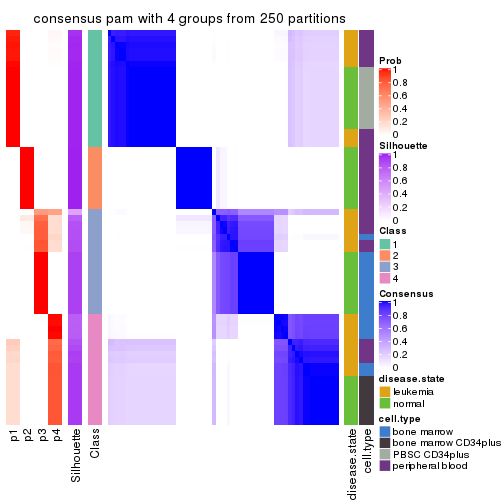 consensus pam with 4 groups from 250 partitions
Prob
1
0.8
0.6
0.4
0.2
0
Silhouette
1
0.8
0.6
0.4
0.2
0
Class
1
2
3
4
Consensus
1
0.8
0.6
0.4
0.2
0
disease.state
leukemia
normal
cell.type
bone marrow
bone marrow CD34plus
PBSC CD34plus
peripheral blood
p1
p2
p3
p4
Silhouette
Class
disease.state
cell.type